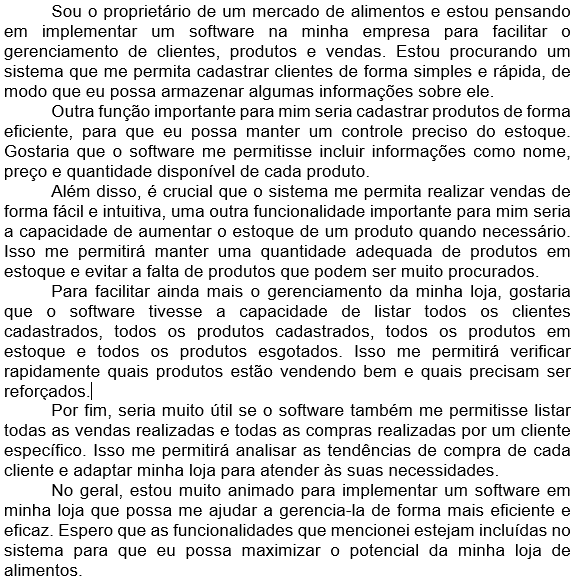 Sou o proprietário de um mercado de alimentos e estou pensando
em implementar um software na minha empresa para facilitar o
gerenciamento de clientes, produtos e vendas. Estou procurando um
sistema que me permita cadastrar clientes de forma simples e rápida, de
modo que eu possa armazenar algumas informações sobre ele.
Outra função importante para mim seria cadastrar produtos de forma
eficiente, para que eu possa manter um controle preciso do estoque.
Gostaria que o software me permitisse incluir informações como nome,
preço e quantidade disponível de cada produto.
Além disso, é crucial que o sistema me permita realizar vendas de
forma fácil e intuitiva, uma outra funcionalidade importante para mim seria
a capacidade de aumentar o estoque de um produto quando necessário.
Isso me permitirá manter uma quantidade adequada de produtos em
estoque e evitar a falta de produtos que podem ser muito procurados.
Para facilitar ainda mais o gerenciamento da minha loja, gostaria
que o software tivesse a capacidade de listar todos os clientes
cadastrados, todos os produtos cadastrados, todos os produtos em
estoque e todos os produtos esgotados. Isso me permitirá verificar
rapidamente quais produtos estão vendendo bem e quais precisam ser
reforçados.
Por fim, seria muito útil se o software também me permitisse listar
todas as vendas realizadas e todas as compras realizadas por um cliente
específico. Isso me permitirá analisar as tendências de compra de cada
cliente e adaptar minha loja para atender às suas necessidades.
No geral, estou muito animado para implementar um software em
minha loja que possa me ajudar a gerencia-la de forma mais eficiente e
eficaz. Espero que as funcionalidades que mencionei estejam incluídas no
sistema para que eu possa maximizar o potencial da minha loja de
alimentos.